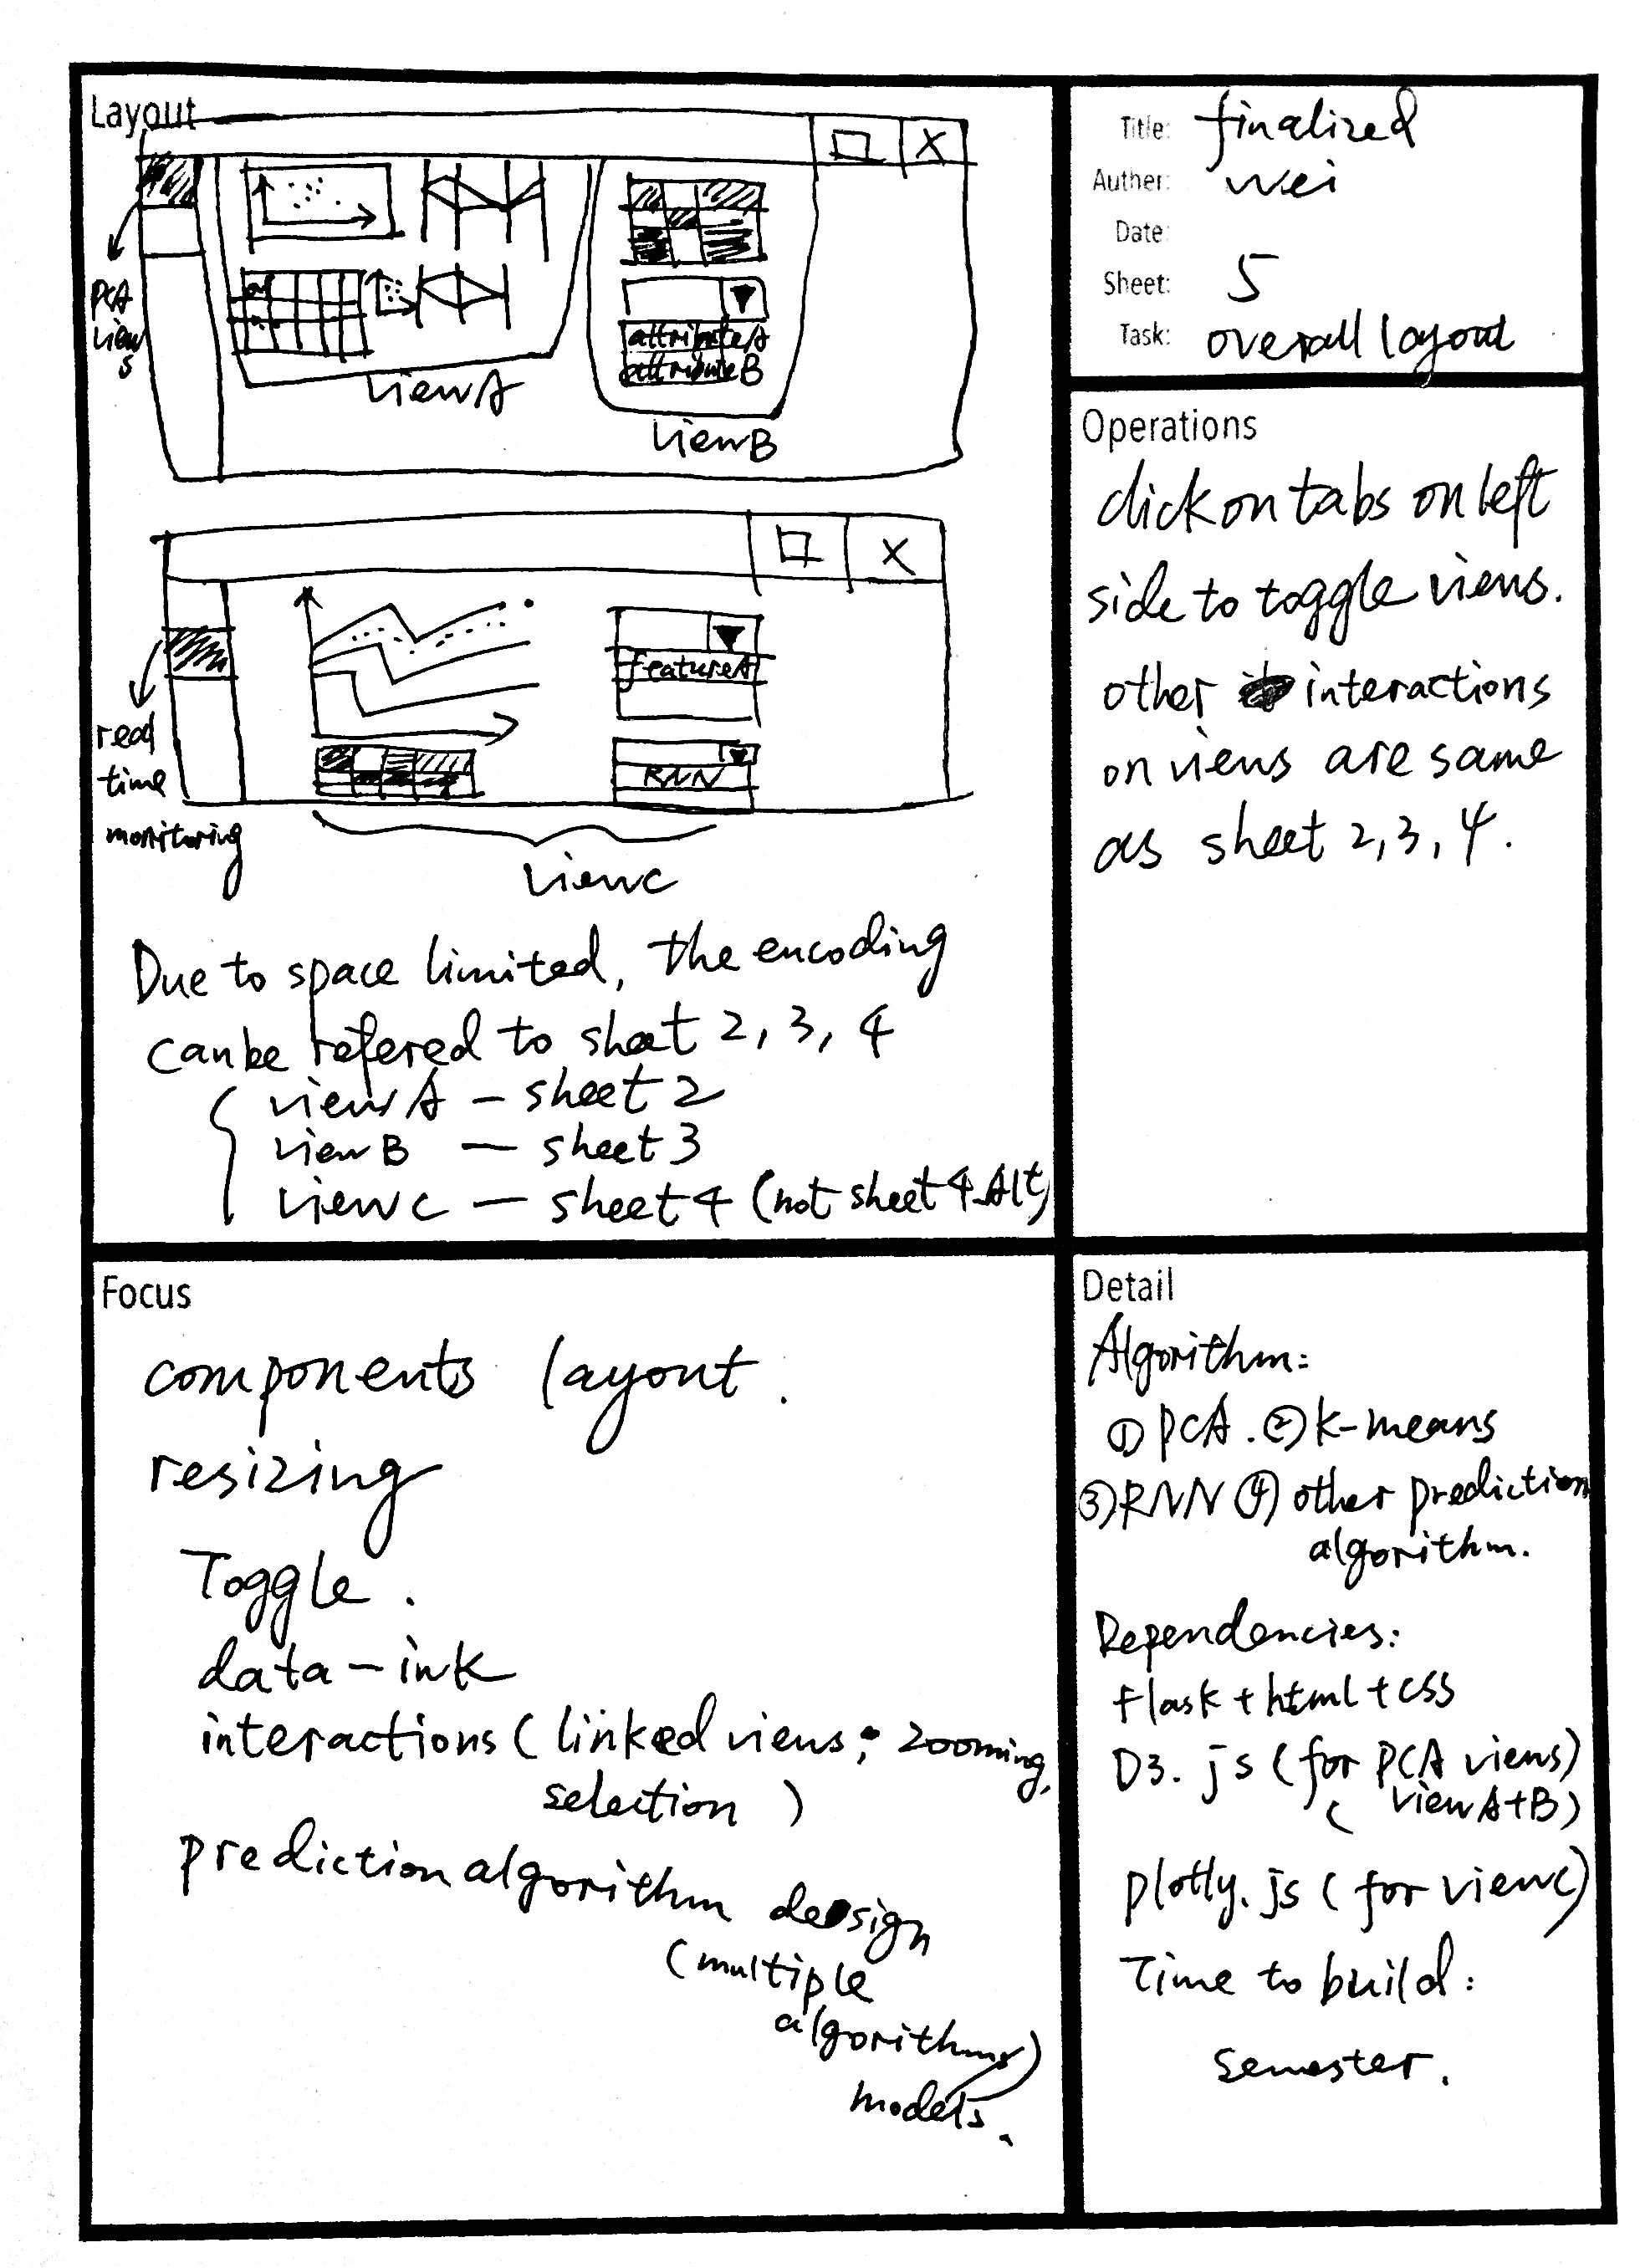 Layout
X
PCA
views
attributeA
attributeB
viewA
viewB
X
featureA
RNN
real
time
monitoring
viewC
Due to space limited, the encoding
can be refered to sheet 2, 3, 4
viewA - sheet 2
viewB - sheet 3
viewC - sheet 4 (not sheet 4-Alt)
Title: finalized
Auther: wei
Date:
Sheet: 5
Task: overall layout
Operations
click on tabs on left
side to toggle views.
other interactions
on views are same
as sheet 2, 3, 4.
Focus
components layout.
resizing
Toggle.
data-ink
interactions (linked views; zooming,
selection)
prediction algorithm design
(multiple
algorithms)
models.
Detail
Algorithm:
① PCA. ② K-means
③ RNN ④ other prediction
algorithm.
Dependencies:
flask + html + css
D3.js (for PCA views)
( viewA+B)
plotly.js (for viewC)
Time to build:
semester.